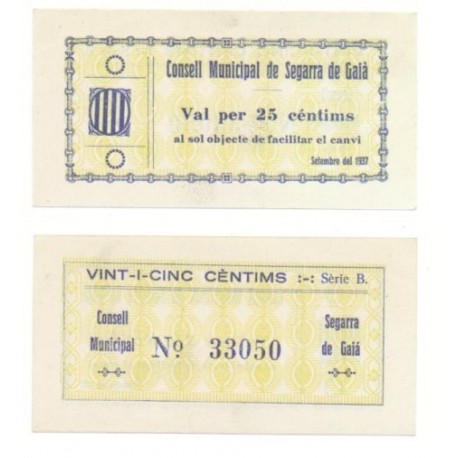 Consell Municipal de Segarra de Gaià
Val per 25 céntims
al sol objecte de facilitar el canvi
Setembre del 1937
VINT-I-CINC CÈNTIMS :-: Sèrie B.
Consell Municipal
Nº 33050
Segarra de Gaià